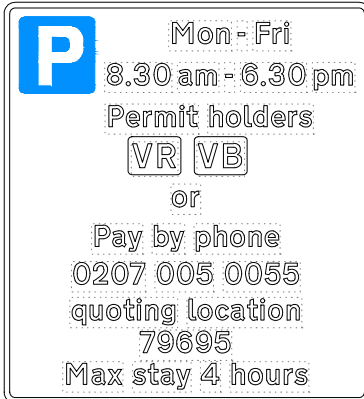 P
Mon - Fri
8.30 am - 6.30 pm
Permit holders
VR VB
or
Pay by phone
0207 005 0055
quoting location
79695
Max stay 4 hours